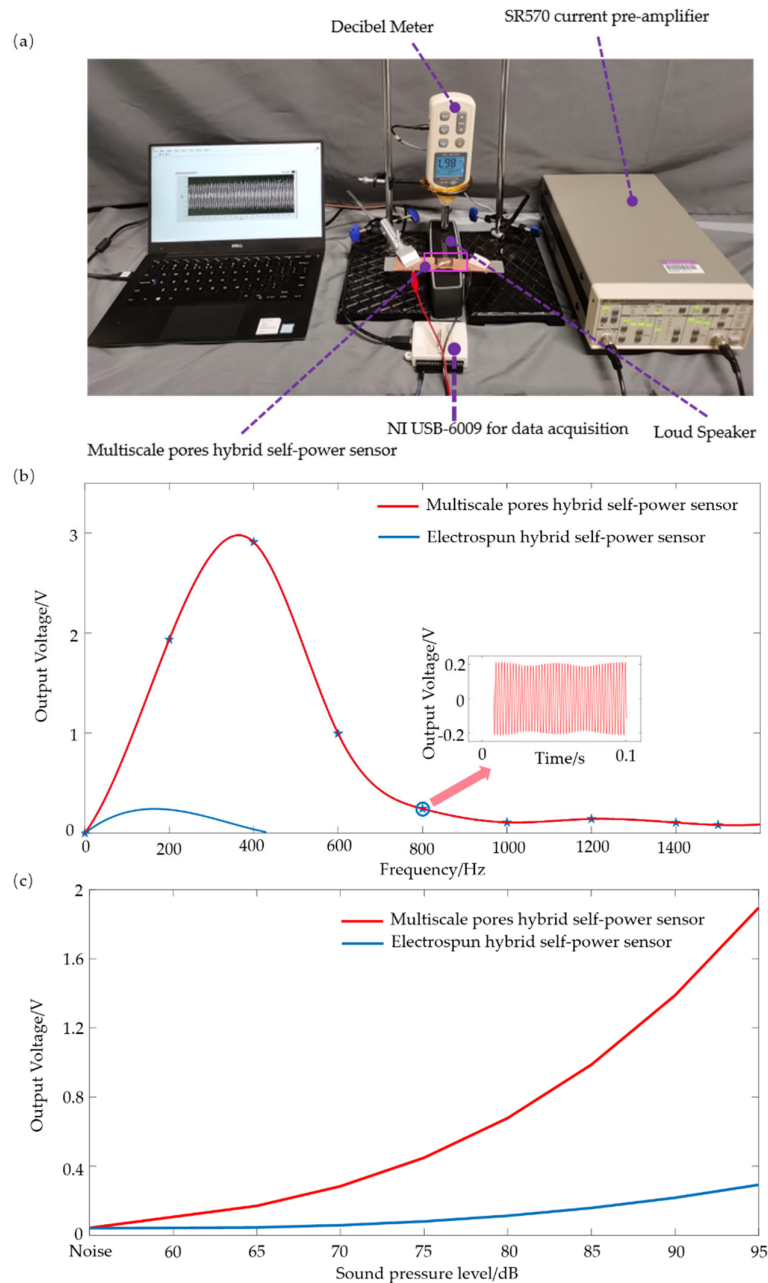 (a)
Decibel Meter
SR570 current pre-amplifier
DELL
Multiscale pores hybrid self-power sensor
NI USB-6009 for data acquisition
Loud Speaker
(b)
Multiscale pores hybrid self-power sensor
Electrospun hybrid self-power sensor
Output Voltage/V
3
2
1
0
0
200
400
600
800
1000
1200
1400
Frequency/Hz
Output Voltage/V
0.2
0
-0.2
0
Time/s
0.1
(c)
Multiscale pores hybrid self-power sensor
Electrospun hybrid self-power sensor
Output Voltage/V
2
1.6
1.2
0.8
0.4
0
Noise
60
65
70
75
80
85
90
95
Sound pressure level/dB